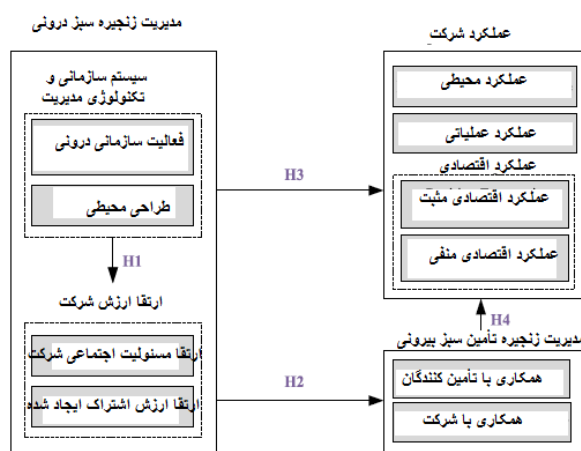 مدیریت زنجیره سبز درونی
سیستم سازمانی و
تکنولوژی مدیریت
فعالیت سازمانی درونی
طراحی محیطی
H1
ارتقا ارزش شرکت
ارتقا مسئولیت اجتماعی شرکت
ارتقا ارزش اشتراک ایجاد شده
H3
H2
عملکرد شرکت
عملکرد محیطی
عملکرد عملیاتی
عملکرد اقتصادی
عملکرد اقتصادی مثبت
عملکرد اقتصادی منفی
H4
مدیریت زنجیره تأمین سبز بیرونی
همکاری با تأمین کنندگان
همکاری با شرکت